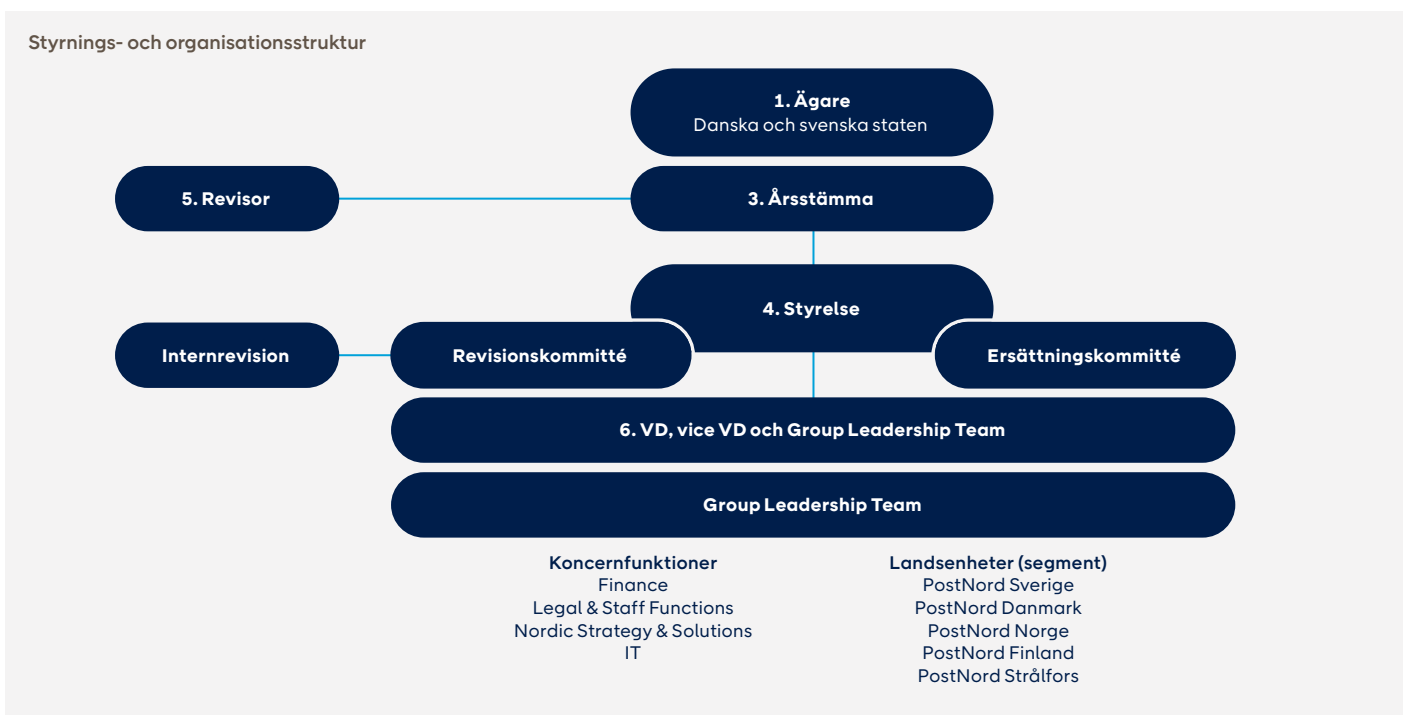 Styrnings- och organisationsstruktur
1. Ägare
Danska och svenska staten
5. Revisor
3. Årsstämma
4. Styrelse
Internrevision
Revisionskommitté
Ersättningskommitté
6. VD, vice VD och Group Leadership Team
Group Leadership Team
Koncernfunktioner
Finance
Legal & Staff Functions
Nordic Strategy & Solutions
IT
Landsenheter (segment)
PostNord Sverige
PostNord Danmark
PostNord Norge
PostNord Finland
PostNord Strålfors